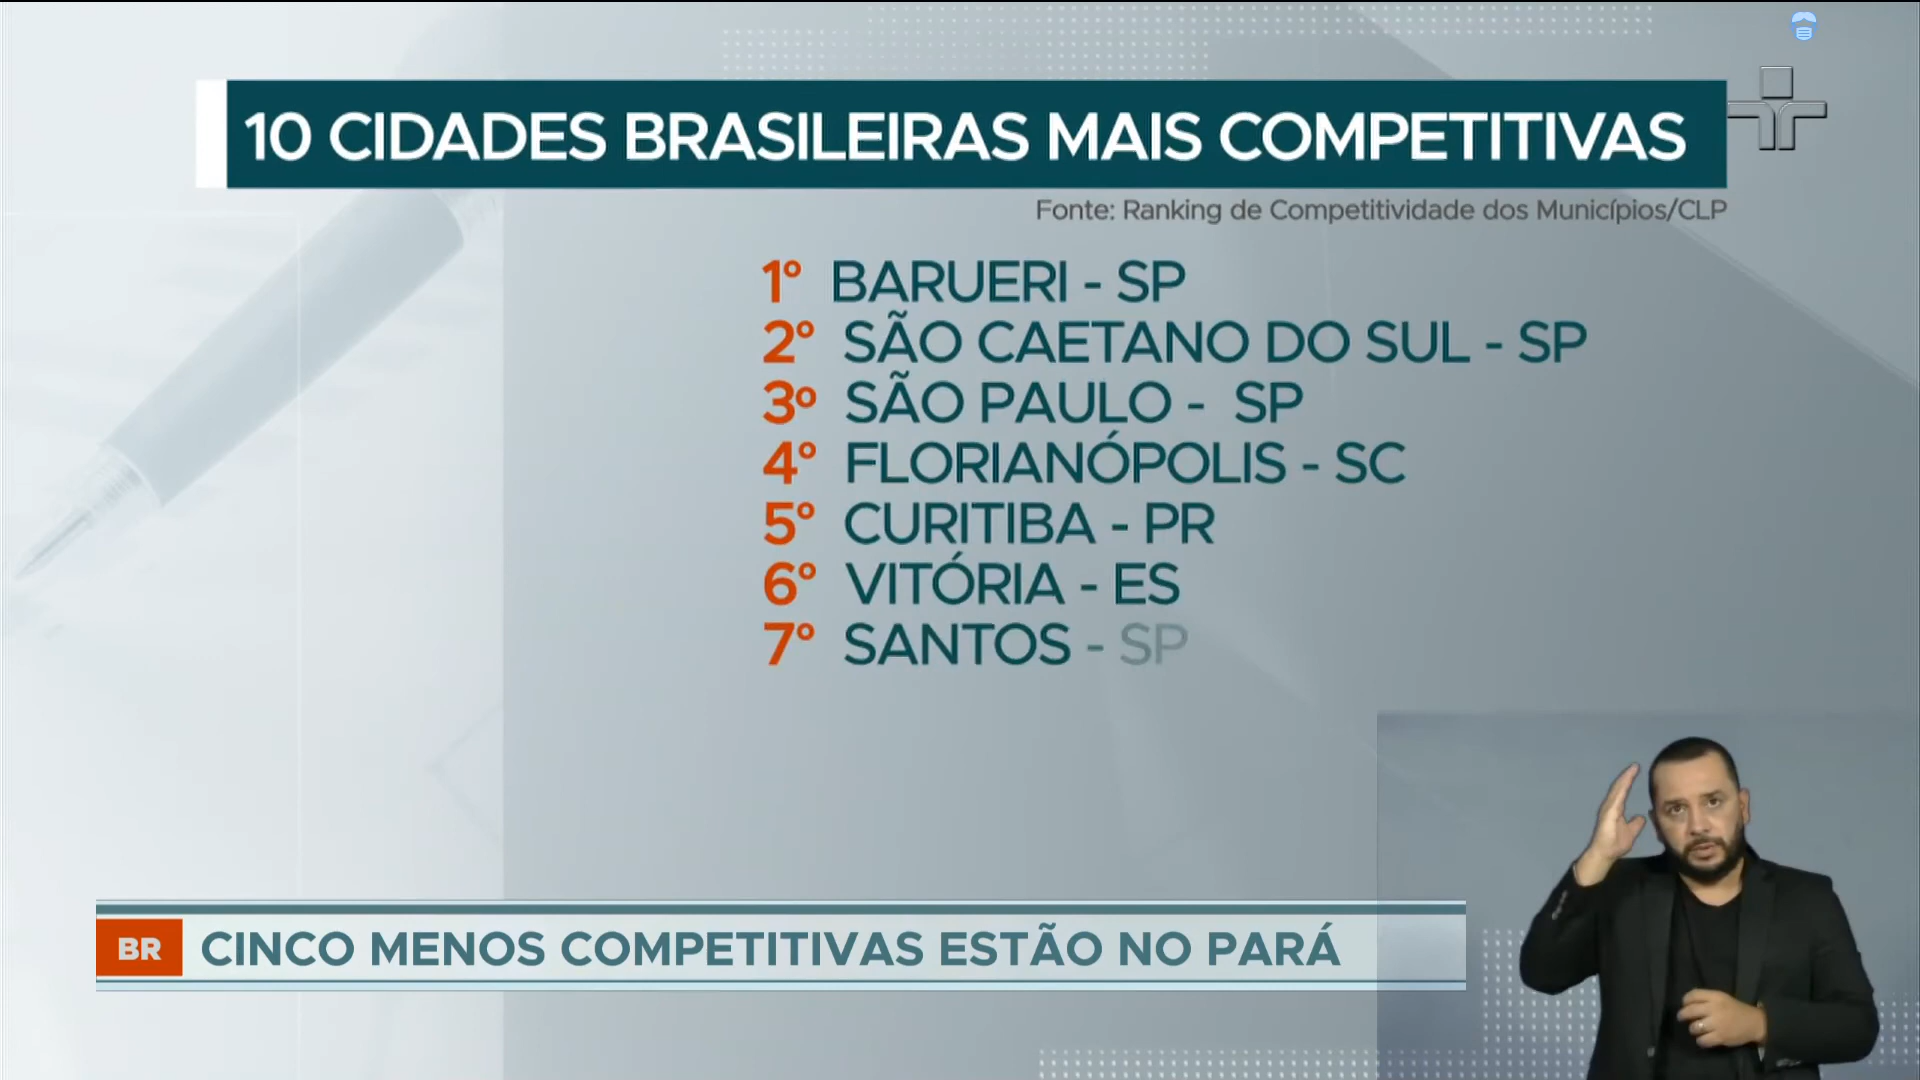 10 CIDADES BRASILEIRAS MAIS COMPETITIVAS
Fonte: Ranking de Competitividade dos Municípios/CLP
1° BARUERI - SP
2° SÃO CAETANO DO SUL - SP
3º SÃO PAULO - SP
4° FLORIANÓPOLIS - SC
5° CURITIBA - PR
6° VITÓRIA - ES
7° SANTOS - SP
BR CINCO MENOS COMPETITIVAS ESTÃO NO PARÁ